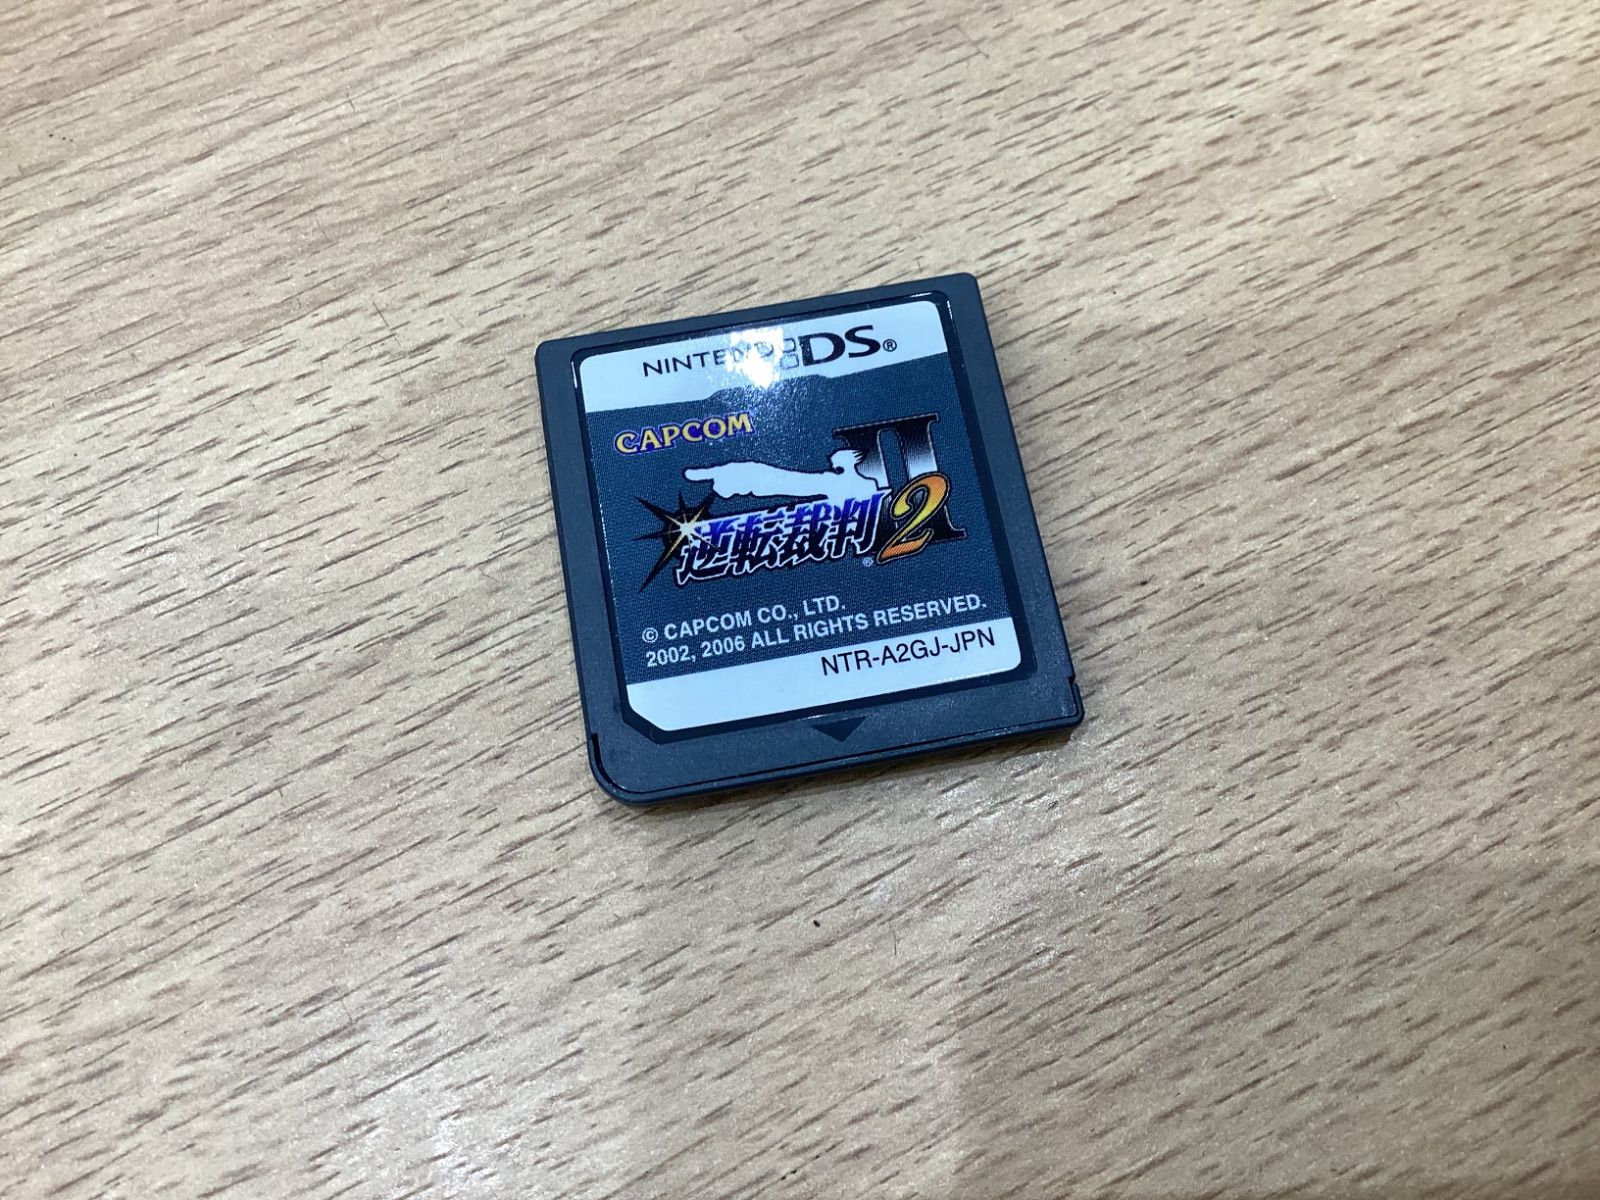 NINTENDO DS®
CAPCOM
II
逆転裁判®2
© CAPCOM CO., LTD.
2002, 2006 ALL RIGHTS RESERVED.
NTR-A2GJ-JPN